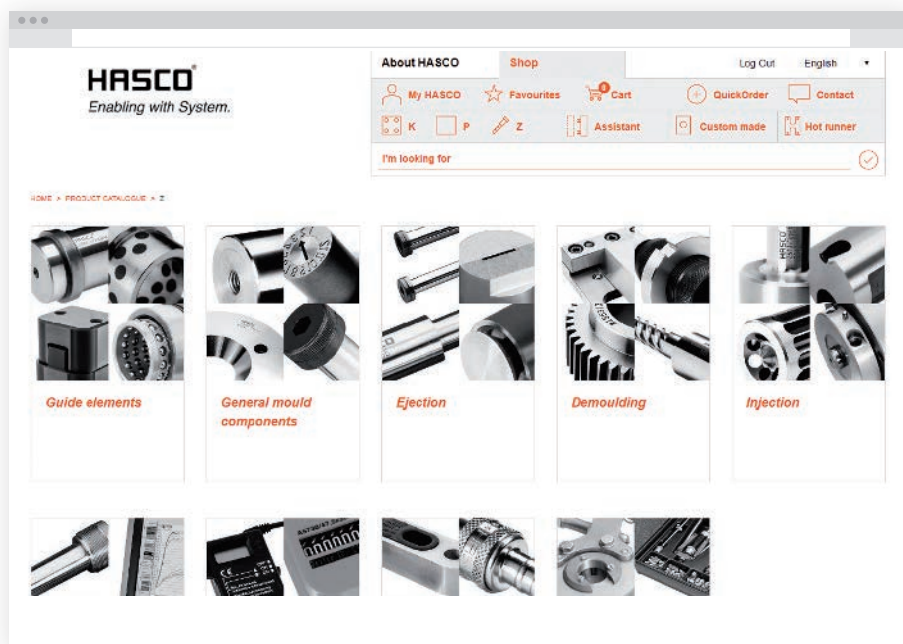 HASCO®
Enabling with System.
About HASCO Shop Log Out English
My HASCO Favourites 0 Cart QuickOrder Contact
K P Z Assistant Custom made Hot runner
I'm looking for
HOME > PRODUCT CATALOGUE > Z
Guide elements
General mould
components
Ejection
Demoulding
Injection